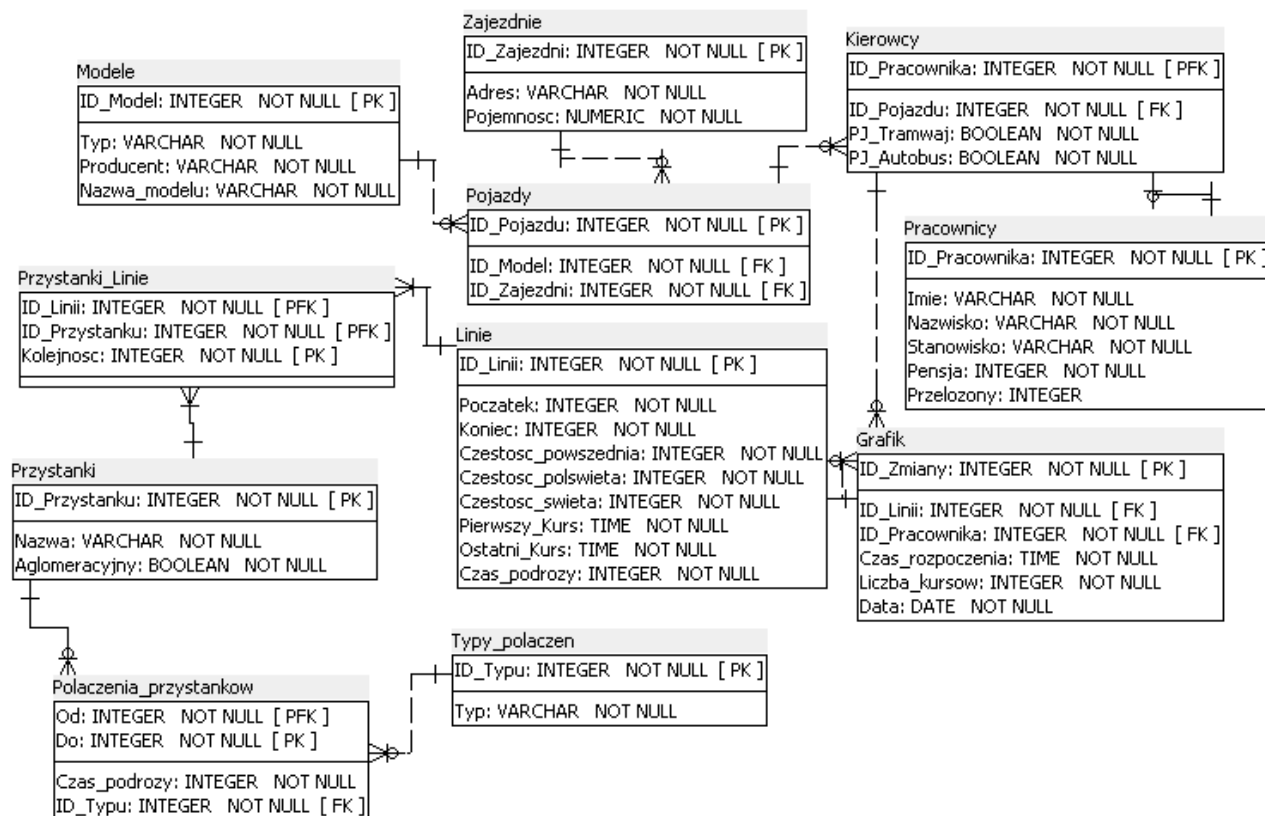 Zajezdnie
ID_Zajezdni: INTEGER NOT NULL [ PK ]
Adres: VARCHAR NOT NULL
Pojemnosc: NUMERIC NOT NULL
Kierowcy
ID_Pracownika: INTEGER NOT NULL [ PFK ]
ID_Pojazdu: INTEGER NOT NULL [ FK ]
PJ_Tramwaj: BOOLEAN NOT NULL
PJ_Autobus: BOOLEAN NOT NULL
Modele
ID_Model: INTEGER NOT NULL [ PK ]
Typ: VARCHAR NOT NULL
Producent: VARCHAR NOT NULL
Nazwa_modelu: VARCHAR NOT NULL
Pojazdy
ID_Pojazdu: INTEGER NOT NULL [ PK ]
ID_Model: INTEGER NOT NULL [ FK ]
ID_Zajezdni: INTEGER NOT NULL [ FK ]
Pracownicy
ID_Pracownika: INTEGER NOT NULL [ PK ]
Imie: VARCHAR NOT NULL
Nazwisko: VARCHAR NOT NULL
Stanowisko: VARCHAR NOT NULL
Pensja: INTEGER NOT NULL
Przelozony: INTEGER
Przystanki_Linie
ID_Linii: INTEGER NOT NULL [ PFK ]
ID_Przystanku: INTEGER NOT NULL [ PFK ]
Kolejnosc: INTEGER NOT NULL [ PK ]
Linie
ID_Linii: INTEGER NOT NULL [ PK ]
Poczatek: INTEGER NOT NULL
Koniec: INTEGER NOT NULL
Czestosc_powszednia: INTEGER NOT NULL
Czestosc_polswieta: INTEGER NOT NULL
Czestosc_swieta: INTEGER NOT NULL
Pierwszy_Kurs: TIME NOT NULL
Ostatni_Kurs: TIME NOT NULL
Czas_podrozy: INTEGER NOT NULL
Grafik
ID_Zmiany: INTEGER NOT NULL [ PK ]
ID_Linii: INTEGER NOT NULL [ FK ]
ID_Pracownika: INTEGER NOT NULL [ FK ]
Czas_rozpoczenia: TIME NOT NULL
Liczba_kursow: INTEGER NOT NULL
Data: DATE NOT NULL
Przystanki
ID_Przystanku: INTEGER NOT NULL [ PK ]
Nazwa: VARCHAR NOT NULL
Aglomeracyjny: BOOLEAN NOT NULL
Typy_polaczen
ID_Typu: INTEGER NOT NULL [ PK ]
Typ: VARCHAR NOT NULL
Polaczenia_przystankow
Od: INTEGER NOT NULL [ PFK ]
Do: INTEGER NOT NULL [ PK ]
Czas_podrozy: INTEGER NOT NULL
ID_Typu: INTEGER NOT NULL [ FK ]